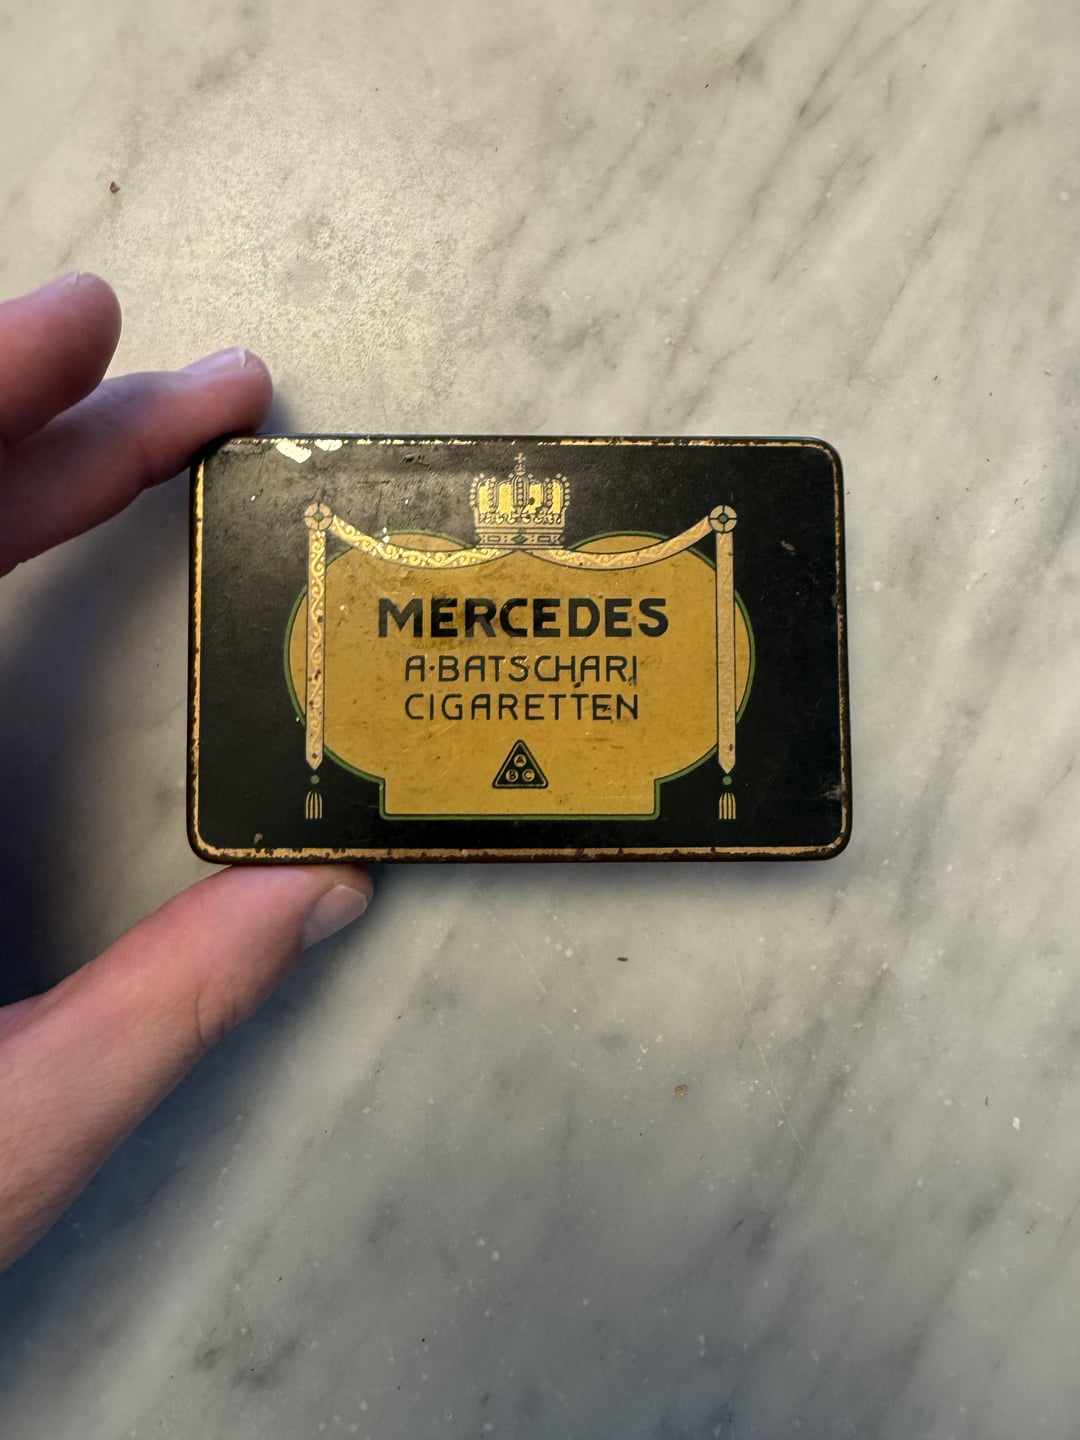 MERCEDES
A·BATSCHARI
CIGARETTEN
A
B C